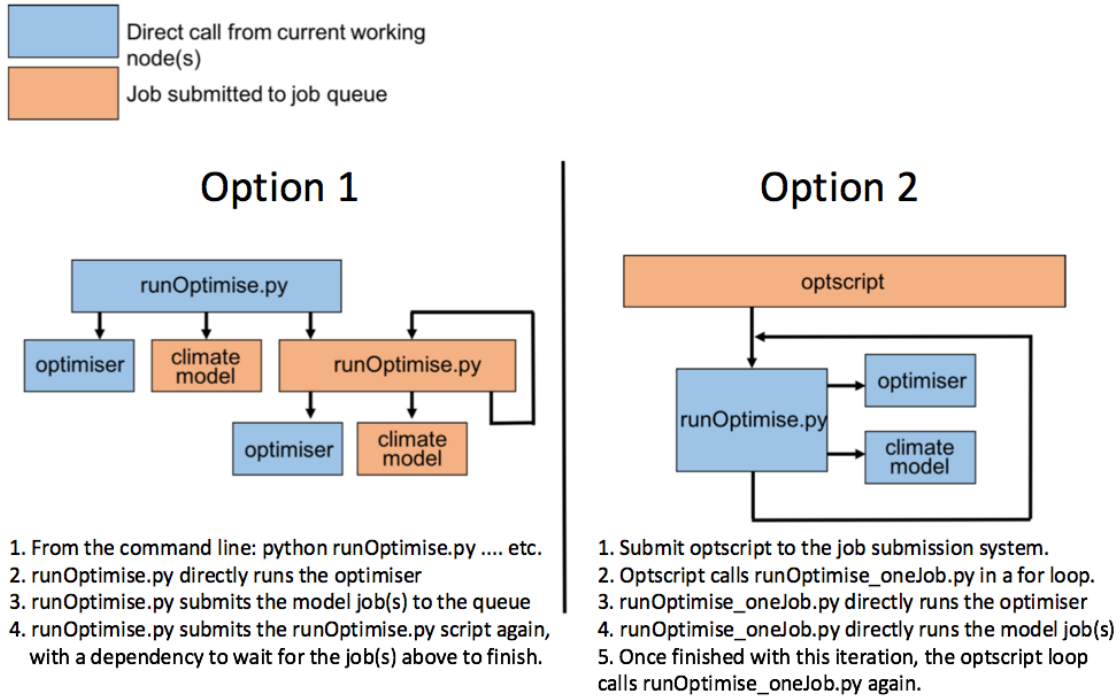 Direct call from current working
node(s)
Job submitted to job queue
Option 1
runOptimise.py
optimiser
climate
model
runOptimise.py
optimiser
climate
model
1. From the command line: python runOptimise.py .... etc.
2. runOptimise.py directly runs the optimiser
3. runOptimise.py submits the model job(s) to the queue
4. runOptimise.py submits the runOptimise.py script again,
with a dependency to wait for the job(s) above to finish.
Option 2
optscript
runOptimise.py
optimiser
climate
model
1. Submit optscript to the job submission system.
2. Optscript calls runOptimise_oneJob.py in a for loop.
3. runOptimise_oneJob.py directly runs the optimiser
4. runOptimise_oneJob.py directly runs the model job(s)
5. Once finished with this iteration, the optscript loop
calls runOptimise_oneJob.py again.